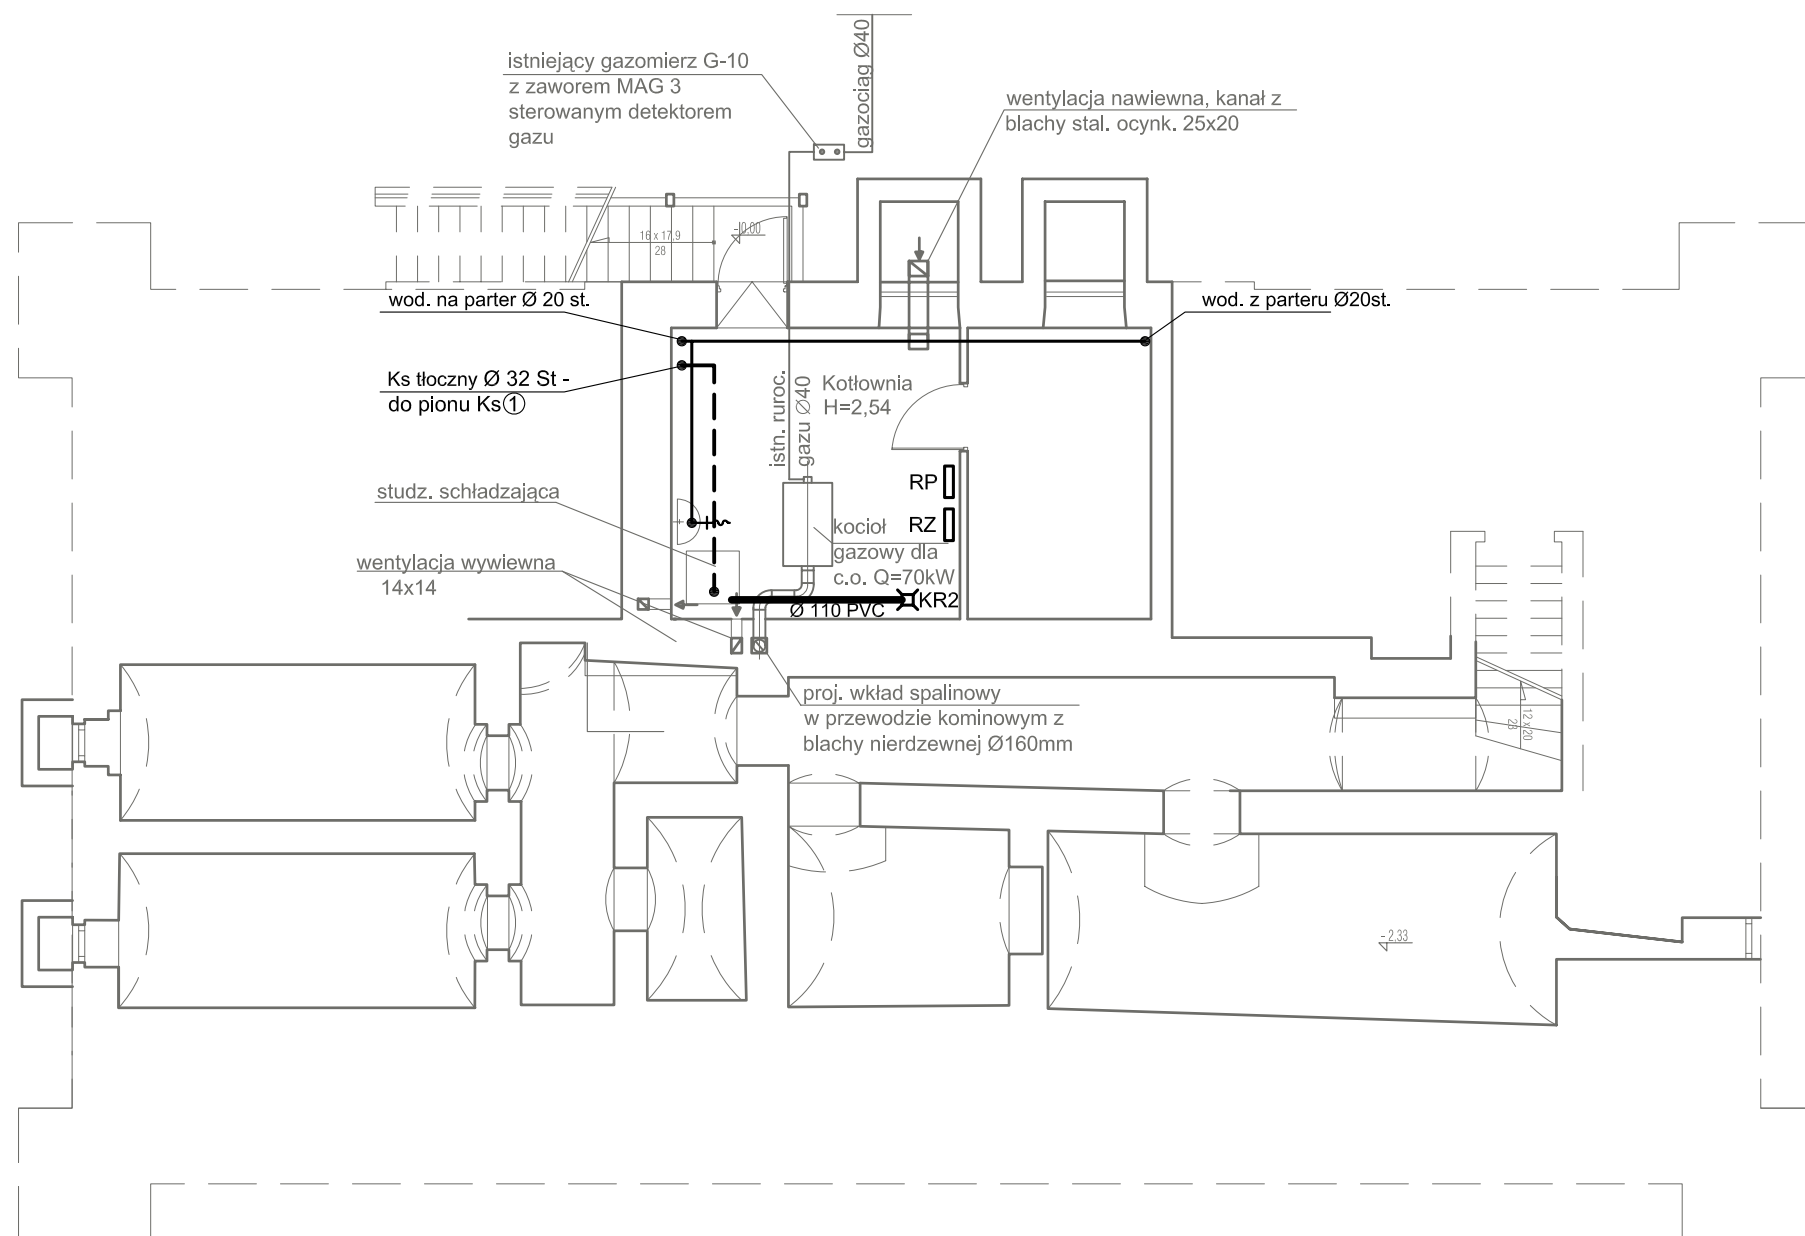 istniejący gazomierz G-10
z zaworem MAG 3
sterowanym detektorem
gazu
gazociąg Ø40
wentylacja nawiewna, kanał z
blachy stal. ocynk. 25x20
16 x 17,9
28
wod. na parter Ø 20 st.
wod. z parteru Ø20st.
Ks tłoczny Ø 32 St -
do pionu Ks①
istn. ruroc.
gazu Ø40
Kotłownia
H=2,54
studz. schładzająca
RP
RZ
kocioł
gazowy dla
c.o. Q=70kW
wentylacja wywiewna
14x14
KR2
Ø 110 PVC
proj. wkład spalinowy
w przewodzie kominowym z
blachy nierdzewnej Ø160mm
12 x 20
28
- 2,33